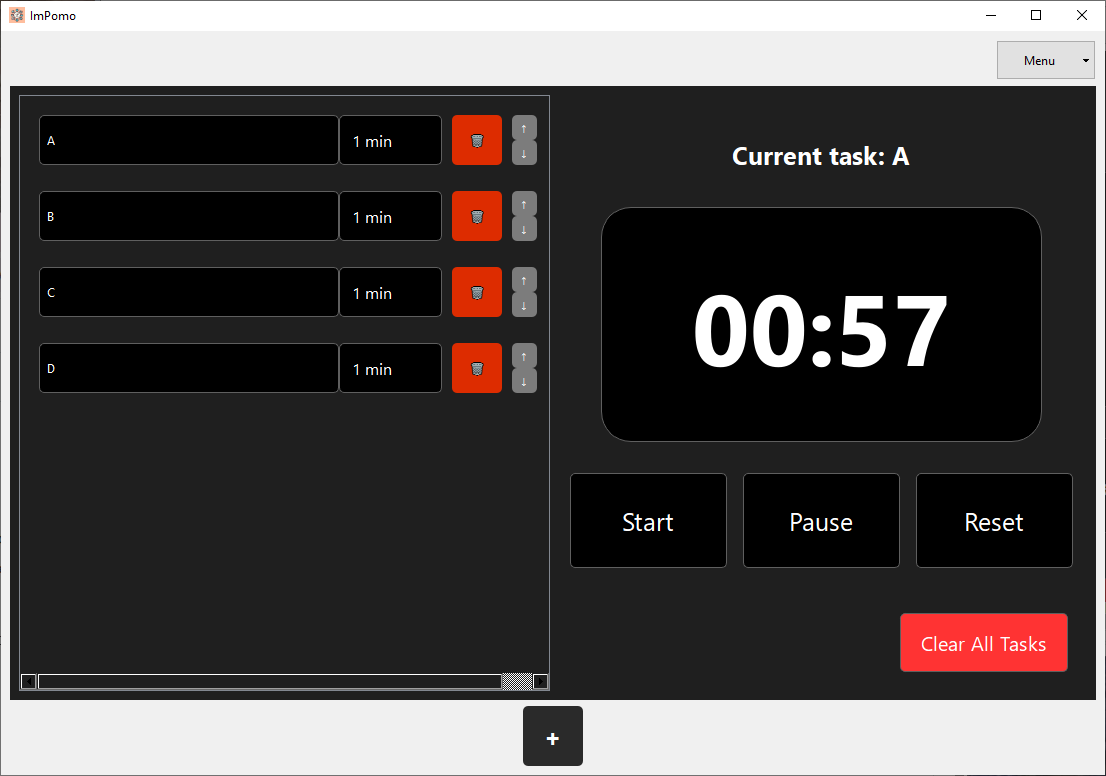 ImPomo
Menu
A 1 min ↑
↓
B 1 min ↑
↓
C 1 min ↑
↓
D 1 min ↑
↓
Current task: A
00:57
Start Pause Reset
Clear All Tasks
+